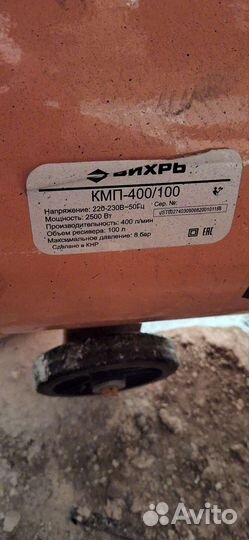 ВИХРЬ
КМП-400/100
Напряжение: 220-230В~50Гц
Мощность: 2500 Вт
Производительность: 400 л/мин
Объем ресивера: 100 л
Максимальное давление: 8 бар
Сделано в КНР
Сер. №:
EAC
Avito